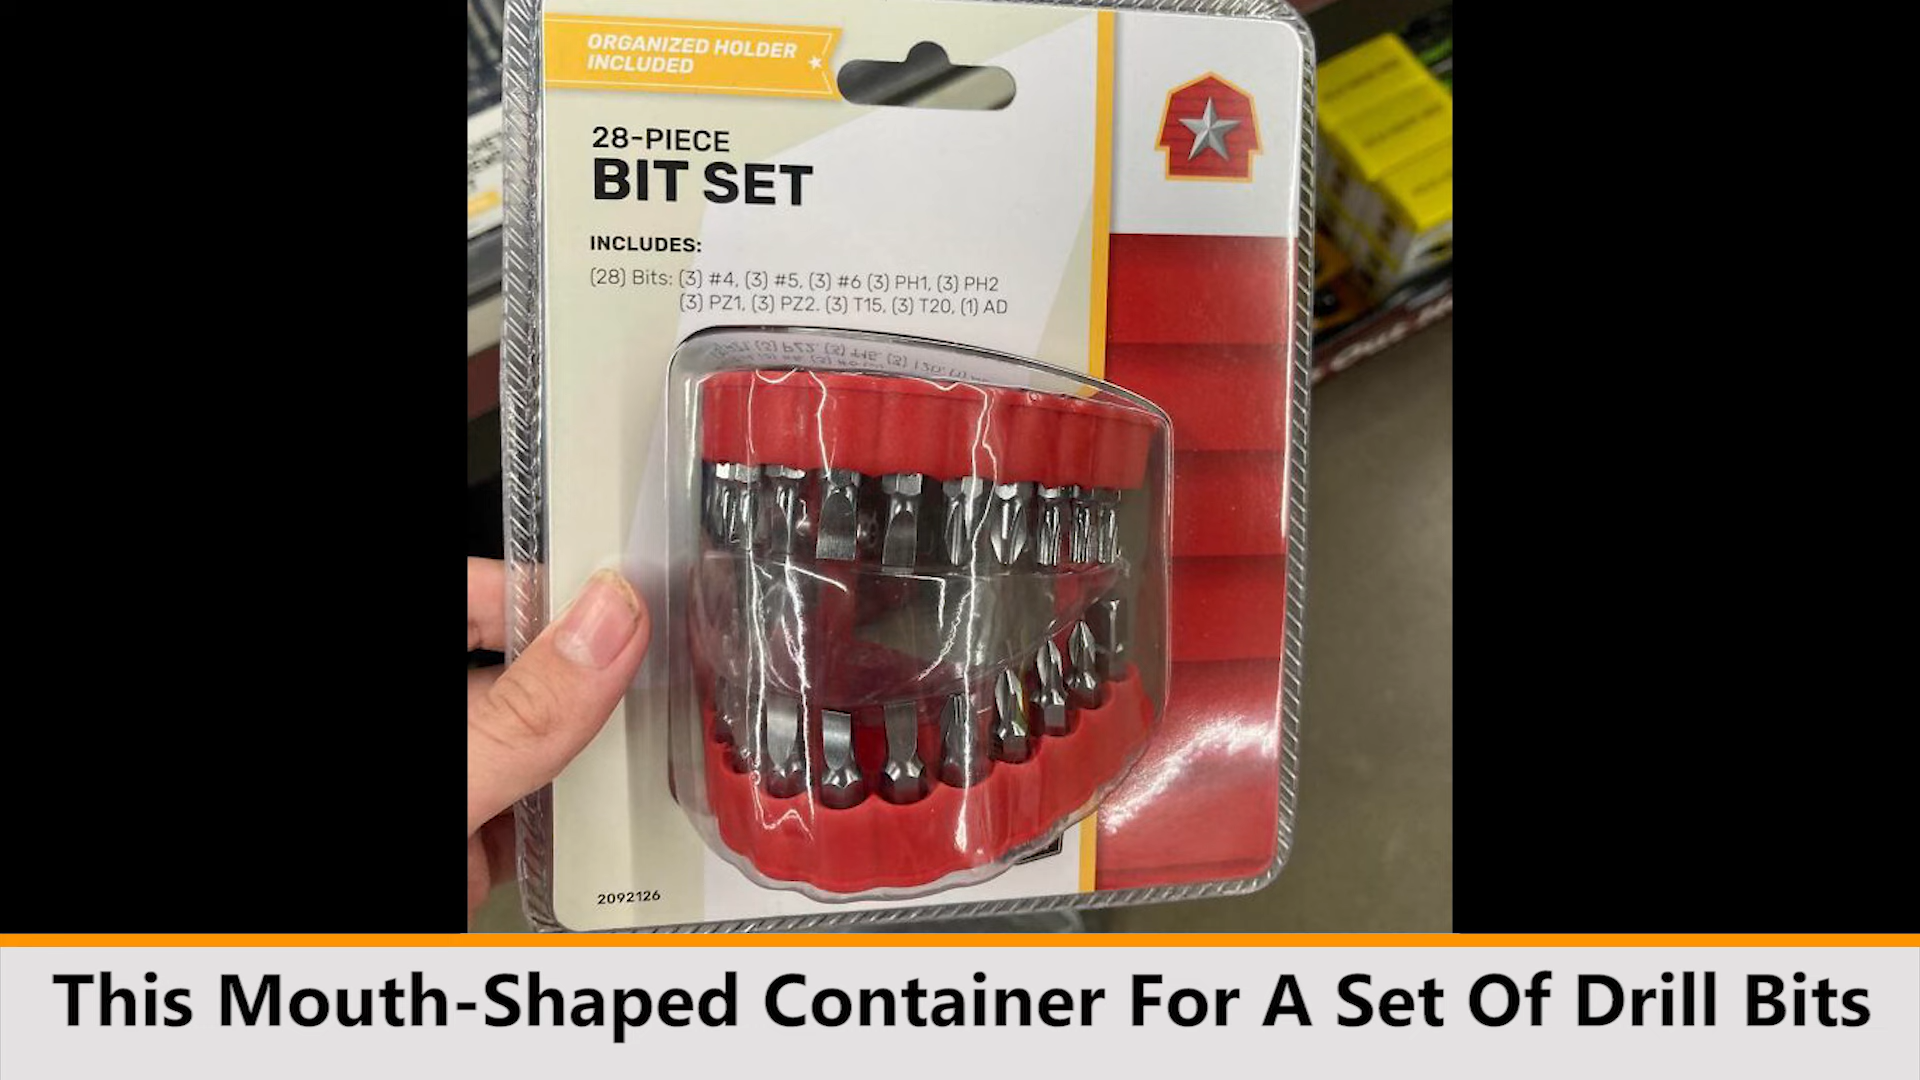 ORGANIZED HOLDER
INCLUDED
28-PIECE
BIT SET
INCLUDES:
(28) Bits: (3) #4, (3) #5, (3) #6 (3) PH1, (3) PH2
(3) PZ1, (3) PZ2. (3) T15, (3) T20, (1) AD
2092126
This Mouth-Shaped Container For A Set Of Drill Bits